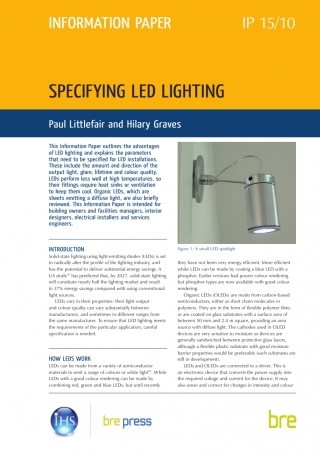 INFORMATION PAPER
IP 15/10
SPECIFYING LED LIGHTING
Paul Littlefair and Hilary Graves
This Information Paper outlines the advantages
of LED lighting and explains the parameters
that need to be specified for LED installations.
These include the amount and direction of the
output light, glare, lifetime and colour quality.
LEDs perform less well at high temperatures, so
their fittings require heat sinks or ventilation
to keep them cool. Organic LEDs, which are
sheets emitting a diffuse light, are also briefly
reviewed. This Information Paper is intended for
building owners and facilities managers, interior
designers, electrical installers and services
engineers.
INTRODUCTION
Solid-state lighting using light-emitting diodes (LEDs) is set
to radically alter the profile of the lighting industry, and
has the potential to deliver substantial energy savings. A
US study has predicted that, by 2027, solid-state lighting
will constitute nearly half the lighting market and result
in 37% energy savings compared with using conventional
light sources.
LEDs vary in their properties: their light output
and colour quality can vary substantially between
manufacturers, and sometimes in different ranges from
the same manufacturer. To ensure that LED lighting meets
the requirements of the particular application, careful
specification is needed.
HOW LEDS WORK
LEDs can be made from a variety of semiconductor
materials to emit a range of colours or white light. White
LEDs with a good colour rendering can be made by
combining red, green and blue LEDs, but until recently
Figure 1: A small LED spotlight
they have not been very energy efficient. More efficient
white LEDs can be made by coating a blue LED with a
phosphor. Earlier versions had poorer colour rendering,
but phosphor types are now available with good colour
rendering.
Organic LEDs (OLEDs) are made from carbon-based
semiconductors, either as short chain molecules or
polymers. They are in the form of flexible polymer films
or are coated on glass substrates with a surface area of
between 50 mm and 2.3 m square, providing an area
source with diffuse light. The cathodes used in OLED
devices are very sensitive to moisture so devices are
generally sandwiched between protective glass layers,
although a flexible plastic substrate with good moisture
barrier properties would be preferable (such substrates are
still in development).
LEDs and OLEDs are connected to a driver. This is
an electronic device that converts the power supply into
the required voltage and current for the device. It may
also sense and correct for changes in intensity and colour
IHS
bre press
bre